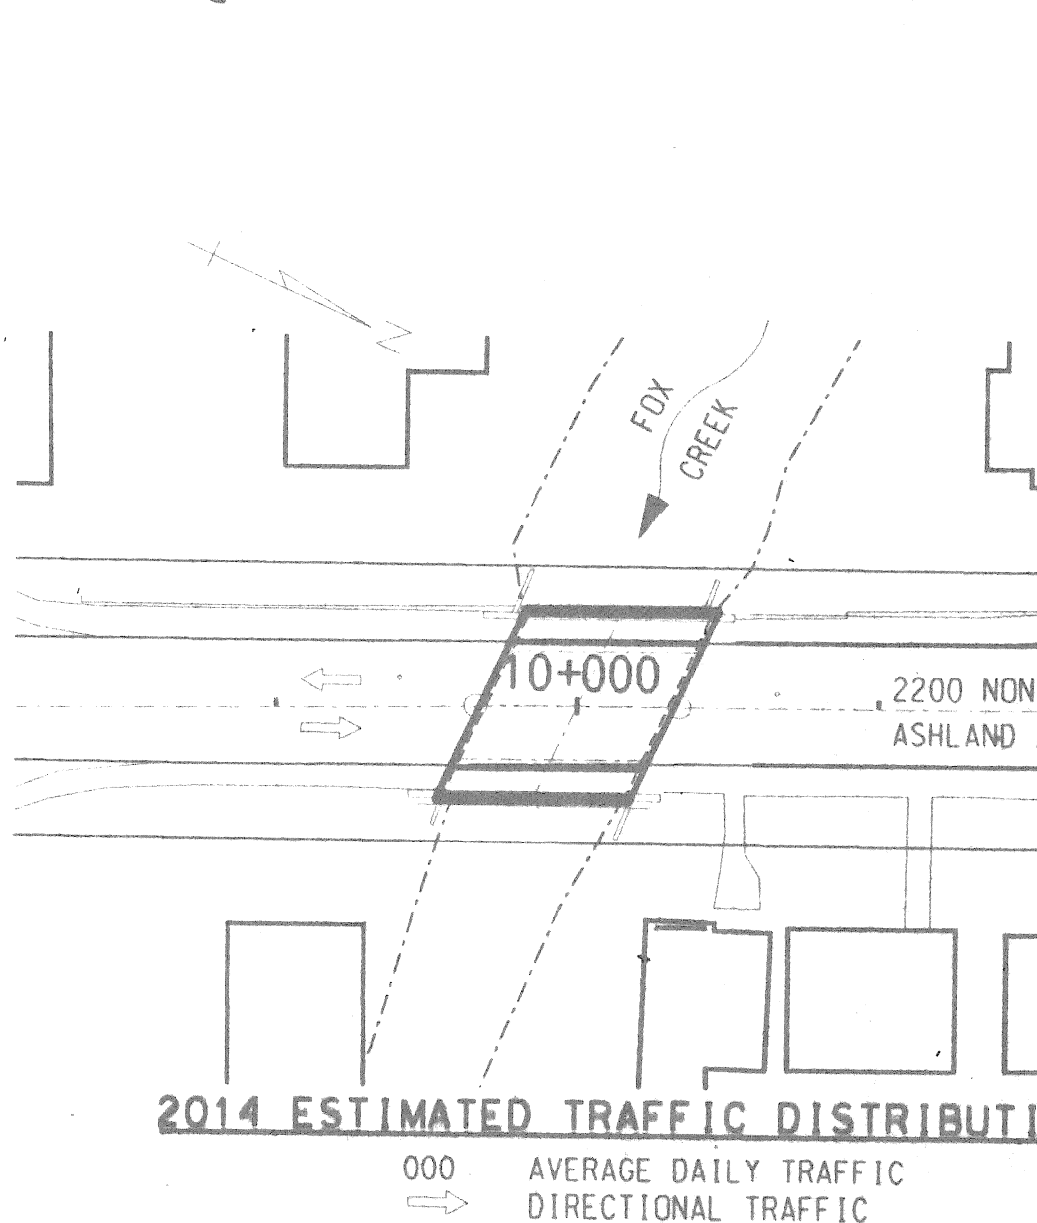 N
FOX
CREEK
10+000
2200 NON
ASHLAND
2014 ESTIMATED TRAFFIC DISTRIBUTI
000 AVERAGE DAILY TRAFFIC
DIRECTIONAL TRAFFIC